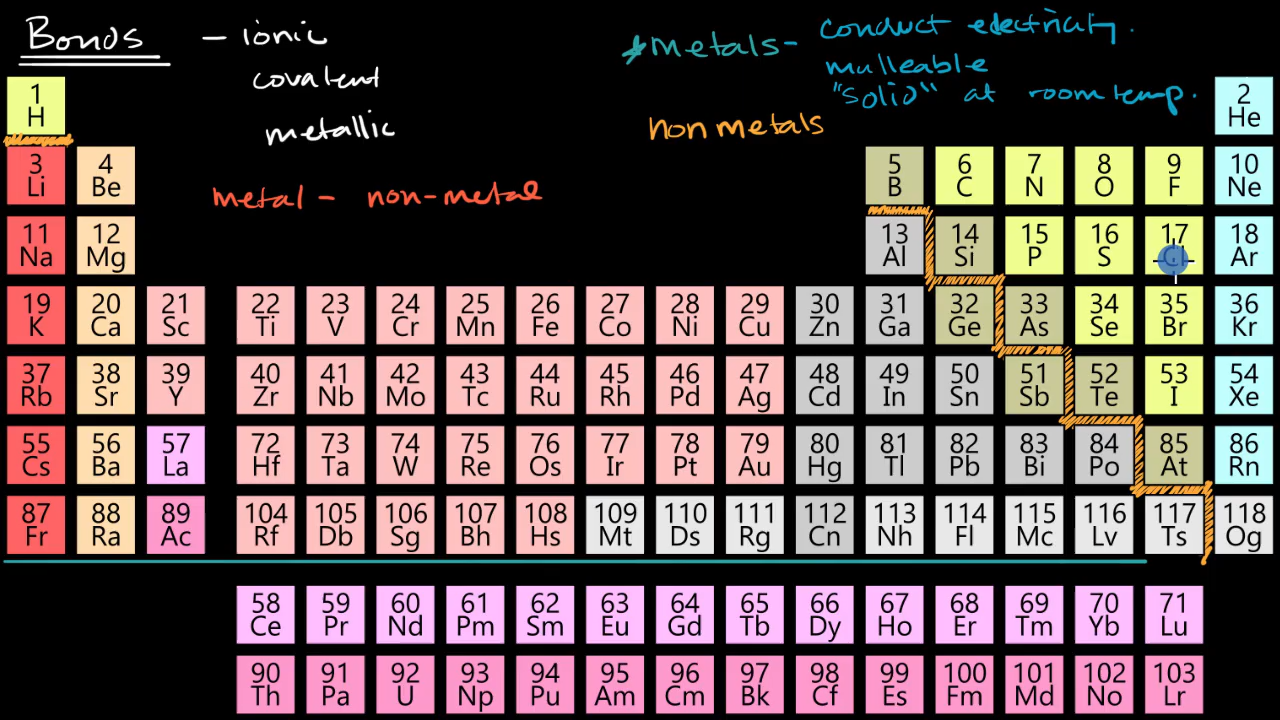 Bonds - ionic
covalent
metallic
*metals- conduct electricity.
malleable
"solid" at room temp.
non metals
metal - non-metal
1 H
2 He
3 Li
4 Be
5 B
6 C
7 N
8 O
9 F
10 Ne
11 Na
12 Mg
13 Al
14 Si
15 P
16 S
17 Cl
18 Ar
19 K
20 Ca
21 Sc
22 Ti
23 V
24 Cr
25 Mn
26 Fe
27 Co
28 Ni
29 Cu
30 Zn
31 Ga
32 Ge
33 As
34 Se
35 Br
36 Kr
37 Rb
38 Sr
39 Y
40 Zr
41 Nb
42 Mo
43 Tc
44 Ru
45 Rh
46 Pd
47 Ag
48 Cd
49 In
50 Sn
51 Sb
52 Te
53 I
54 Xe
55 Cs
56 Ba
57 La
72 Hf
73 Ta
74 W
75 Re
76 Os
77 Ir
78 Pt
79 Au
80 Hg
81 Tl
82 Pb
83 Bi
84 Po
85 At
86 Rn
87 Fr
88 Ra
89 Ac
104 Rf
105 Db
106 Sg
107 Bh
108 Hs
109 Mt
110 Ds
111 Rg
112 Cn
113 Nh
114 Fl
115 Mc
116 Lv
117 Ts
118 Og
58 Ce
59 Pr
60 Nd
61 Pm
62 Sm
63 Eu
64 Gd
65 Tb
66 Dy
67 Ho
68 Er
69 Tm
70 Yb
71 Lu
90 Th
91 Pa
92 U
93 Np
94 Pu
95 Am
96 Cm
97 Bk
98 Cf
99 Es
100 Fm
101 Md
102 No
103 Lr